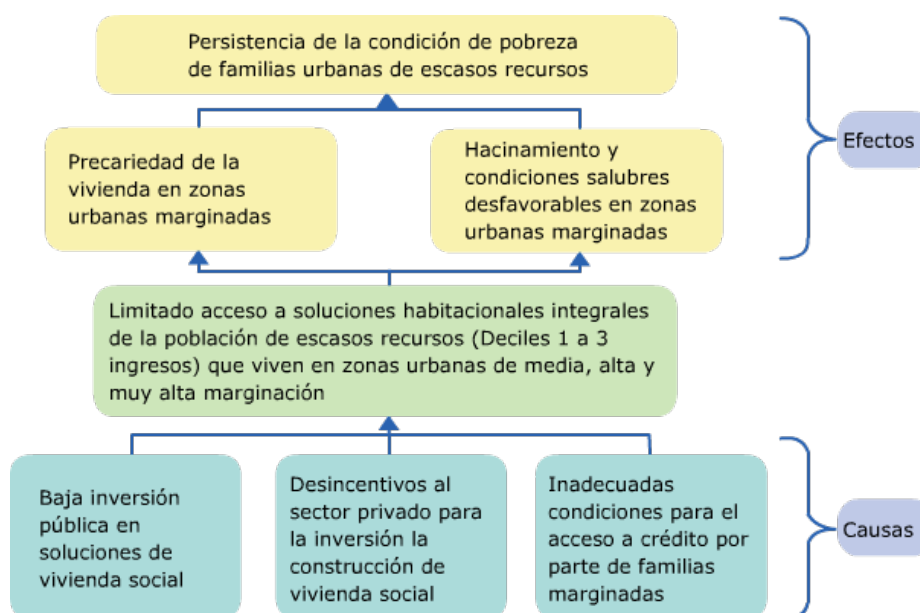 Persistencia de la condición de pobreza
de familias urbanas de escasos recursos
Efectos
Precariedad de la
vivienda en zonas
urbanas marginadas
Hacinamiento y
condiciones salubres
desfavorable en zonas
urbanas marginadas
Limitado acceso a soluciones habitacionales integrales
de la población de escasos recursos (Deciles 1 a 3
ingresos) que viven en zonas urbanas de media, alta y
muy alta marginación
Baja inversión
pública en
soluciones de
vivienda social
Desincentivos al
sector privado para
la inversión la
construcción de
vivienda social
Inadecuadas
condiciones para el
acceso a crédito por
parte de familias
marginadas
Causas